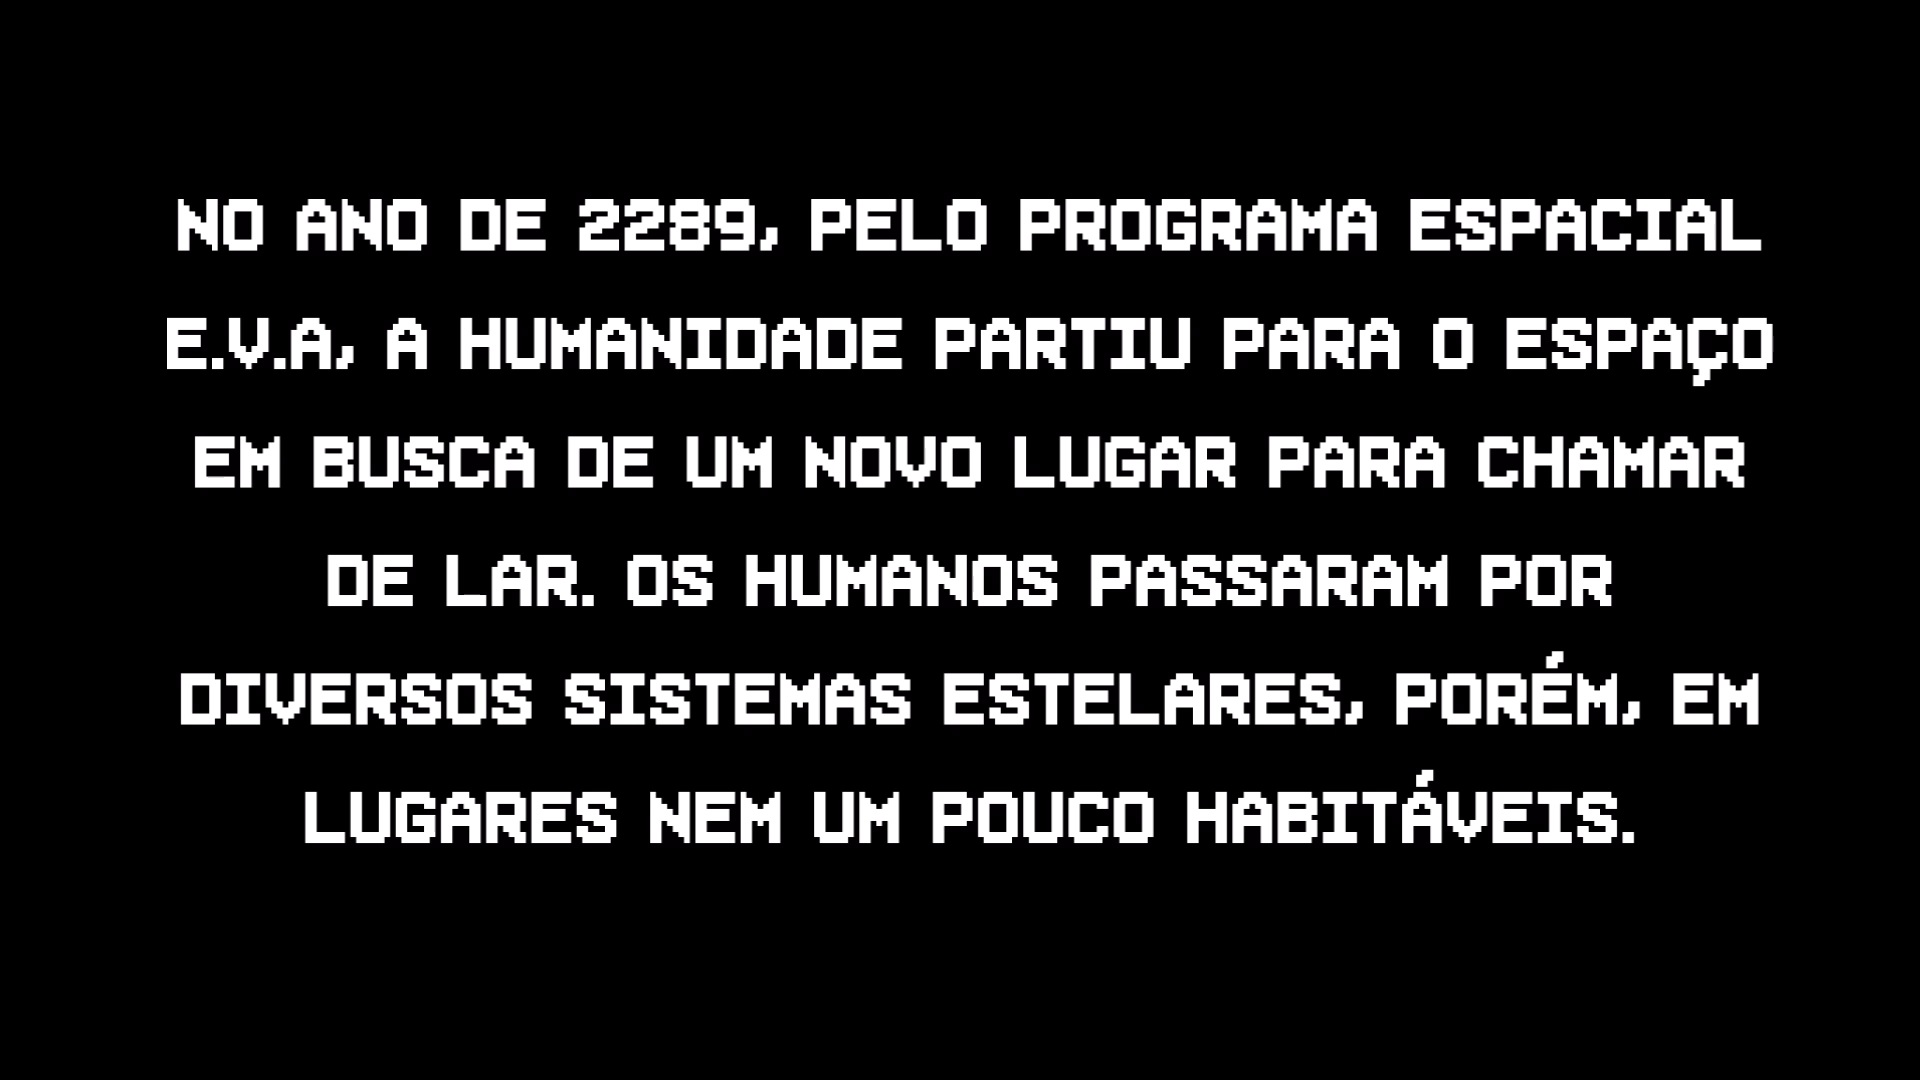 NO ANO DE 2289, PELO PROGRAMA ESPACIAL
E.V.A, A HUMANIDADE PARTIU PARA O ESPAÇO
EM BUSCA DE UM NOVO LUGAR PARA CHAMAR
DE LAR. OS HUMANOS PASSARAM POR
DIVERSOS SISTEMAS ESTELARES, PORÉM, EM
LUGARES NEM UM POUCO HABITÁVEIS.